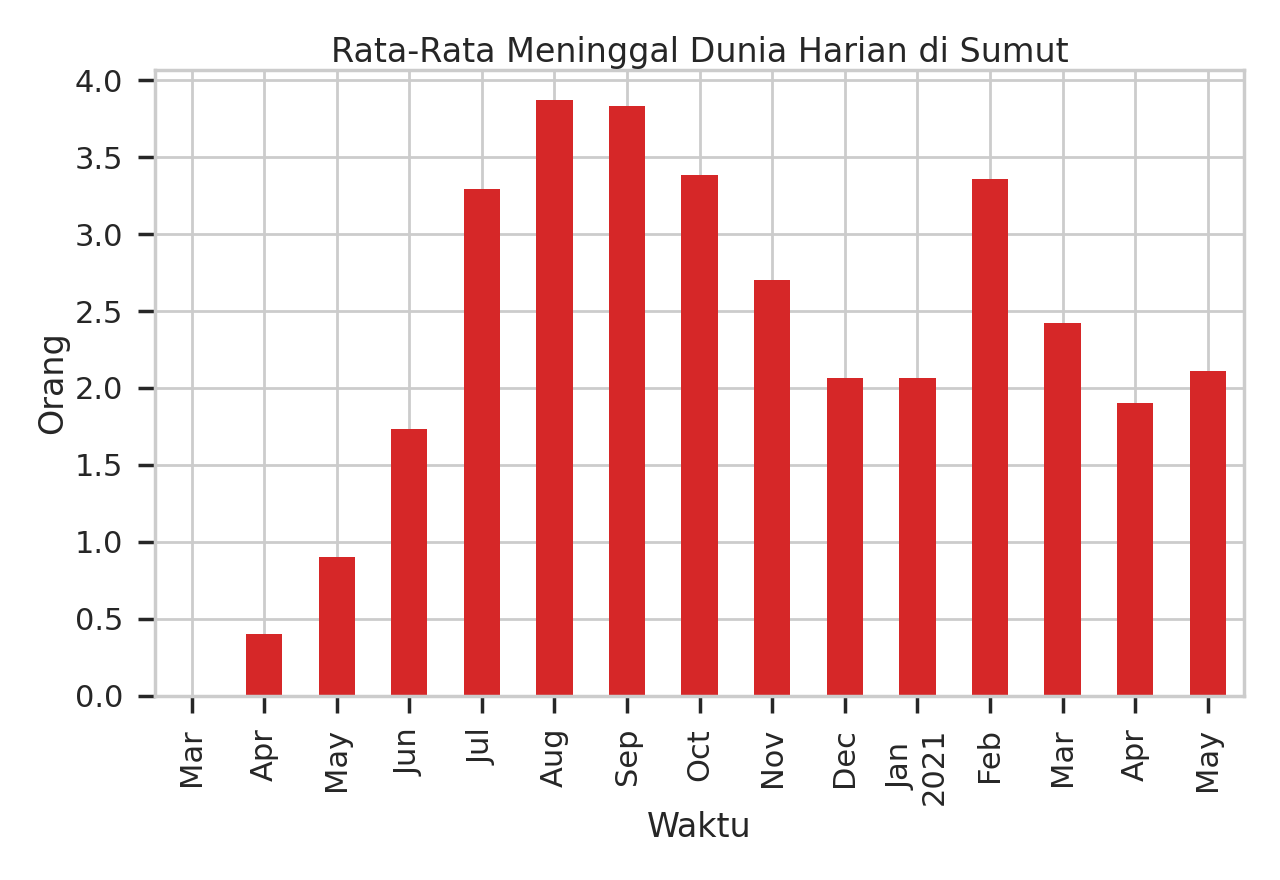 Rata-Rata Meninggal Dunia Harian di Sumut
4.0
3.5
3.0
2.5
2.0
1.5
1.0
0.5
0.0
Orang
Mar
Apr
May
Jun
Jul
Aug
Sep
Oct
Nov
Dec
Jan
2021
Feb
Mar
Apr
May
Waktu